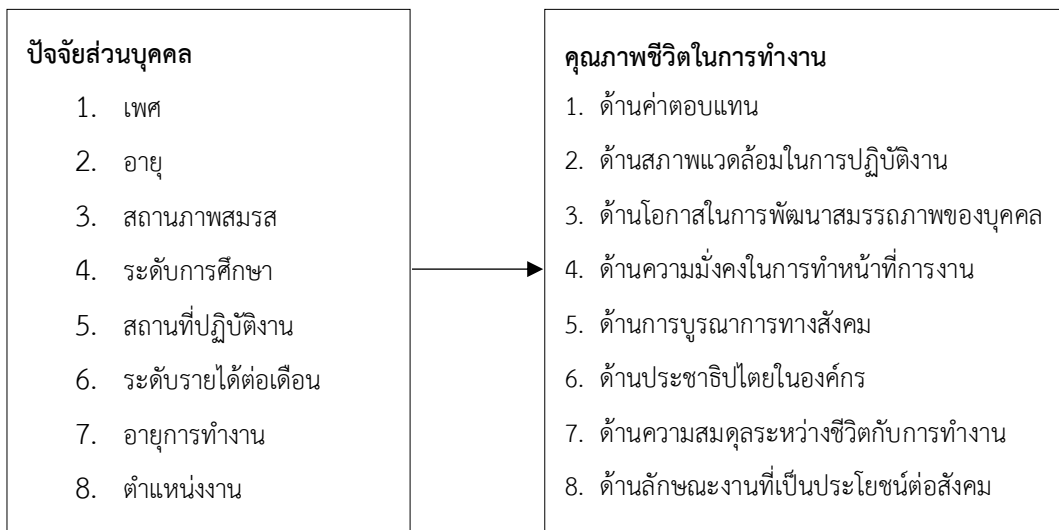 ปัจจัยส่วนบุคคล
1. เพศ
2. อายุ
3. สถานภาพสมรส
4. ระดับการศึกษา
5. สถานที่ปฏิบัติงาน
6. ระดับรายได้ต่อเดือน
7. อายุการทำงาน
8. ตำแหน่งงาน
คุณภาพชีวิตในการทำงาน
1. ด้านค่าตอบแทน
2. ด้านสภาพแวดล้อมในการปฏิบัติงาน
3. ด้านโอกาสในการพัฒนาสมรรถภาพของบุคคล
4. ด้านความมั่งคงในการทำหน้าที่การงาน
5. ด้านการบูรณาการทางสังคม
6. ด้านประชาธิปไตยในองค์กร
7. ด้านความสมดุลระหว่างชีวิตกับการทำงาน
8. ด้านลักษณะงานที่เป็นประโยชน์ต่อสังคม